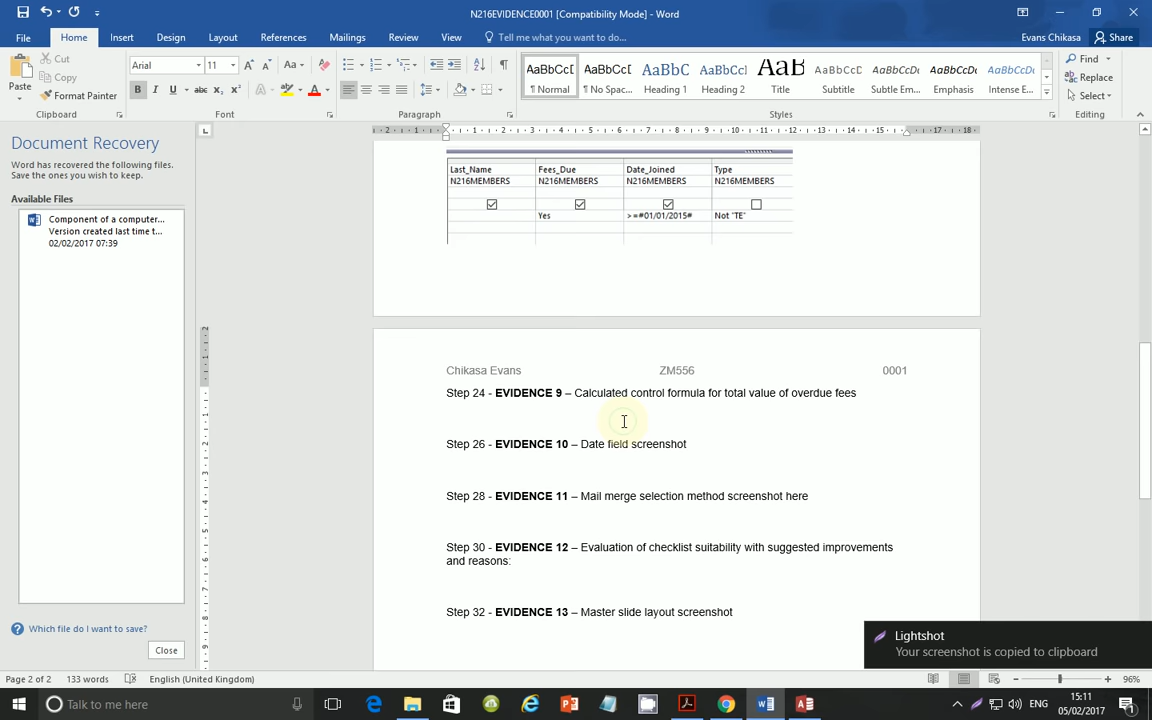 N216EVIDENCE0001 [Compatibility Mode] - Word
Evans Chikasa
Share
File
Home
Insert
Design
Layout
References
Mailings
Review
View
Tell me what you want to do...
Paste
Cut
Copy
Format Painter
Clipboard
Arial
11
Font
Paragraph
AaBbCcDc
¶ Normal
AaBbCcDc
¶ No Spac...
AaBbC
Heading 1
AaBbCcC
Heading 2
AaB
Title
AaBbCcC
Subtitle
AaBbCcDc
Subtle Em...
AaBbCcDc
Emphasis
AaBbCcDc
Intense E...
Styles
Find
Replace
Select
Editing
Document Recovery
Word has recovered the following files.
Save the ones you wish to keep.
Available Files
Component of a computer...
Version created last time t...
02/02/2017 07:39
Which file do I want to save?
Close
Last_Name Fees_Due Date_Joined Type
N216MEMBERS N216MEMBERS N216MEMBERS N216MEMBERS
Yes >=#01/01/2015# Not "TE"
Chikasa Evans ZM556 0001
Step 24 - EVIDENCE 9 – Calculated control formula for total value of overdue fees
Step 26 - EVIDENCE 10 – Date field screenshot
Step 28 - EVIDENCE 11 – Mail merge selection method screenshot here
Step 30 - EVIDENCE 12 – Evaluation of checklist suitability with suggested improvements
and reasons:
Step 32 - EVIDENCE 13 – Master slide layout screenshot
Lightshot
Your screenshot is copied to clipboard
Page 2 of 2 133 words English (United Kingdom) 96%
Talk to me here
ENG
15:11
05/02/2017